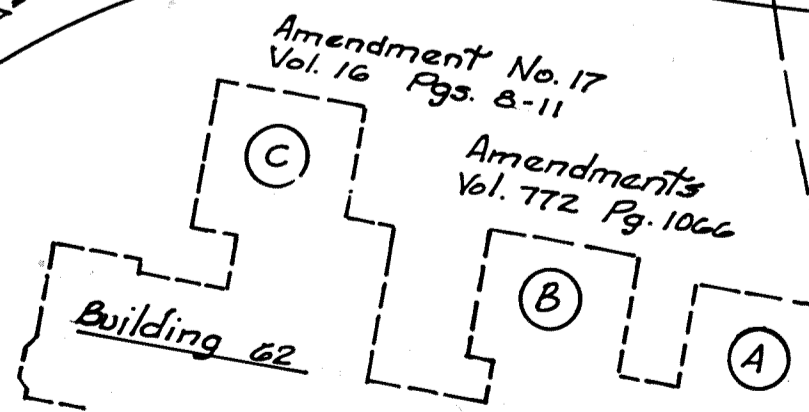 Amendment No. 17
Vol. 16 Pgs. 8-11
C
Amendments
Vol. 772 Pg. 1066
B
A
Building 62